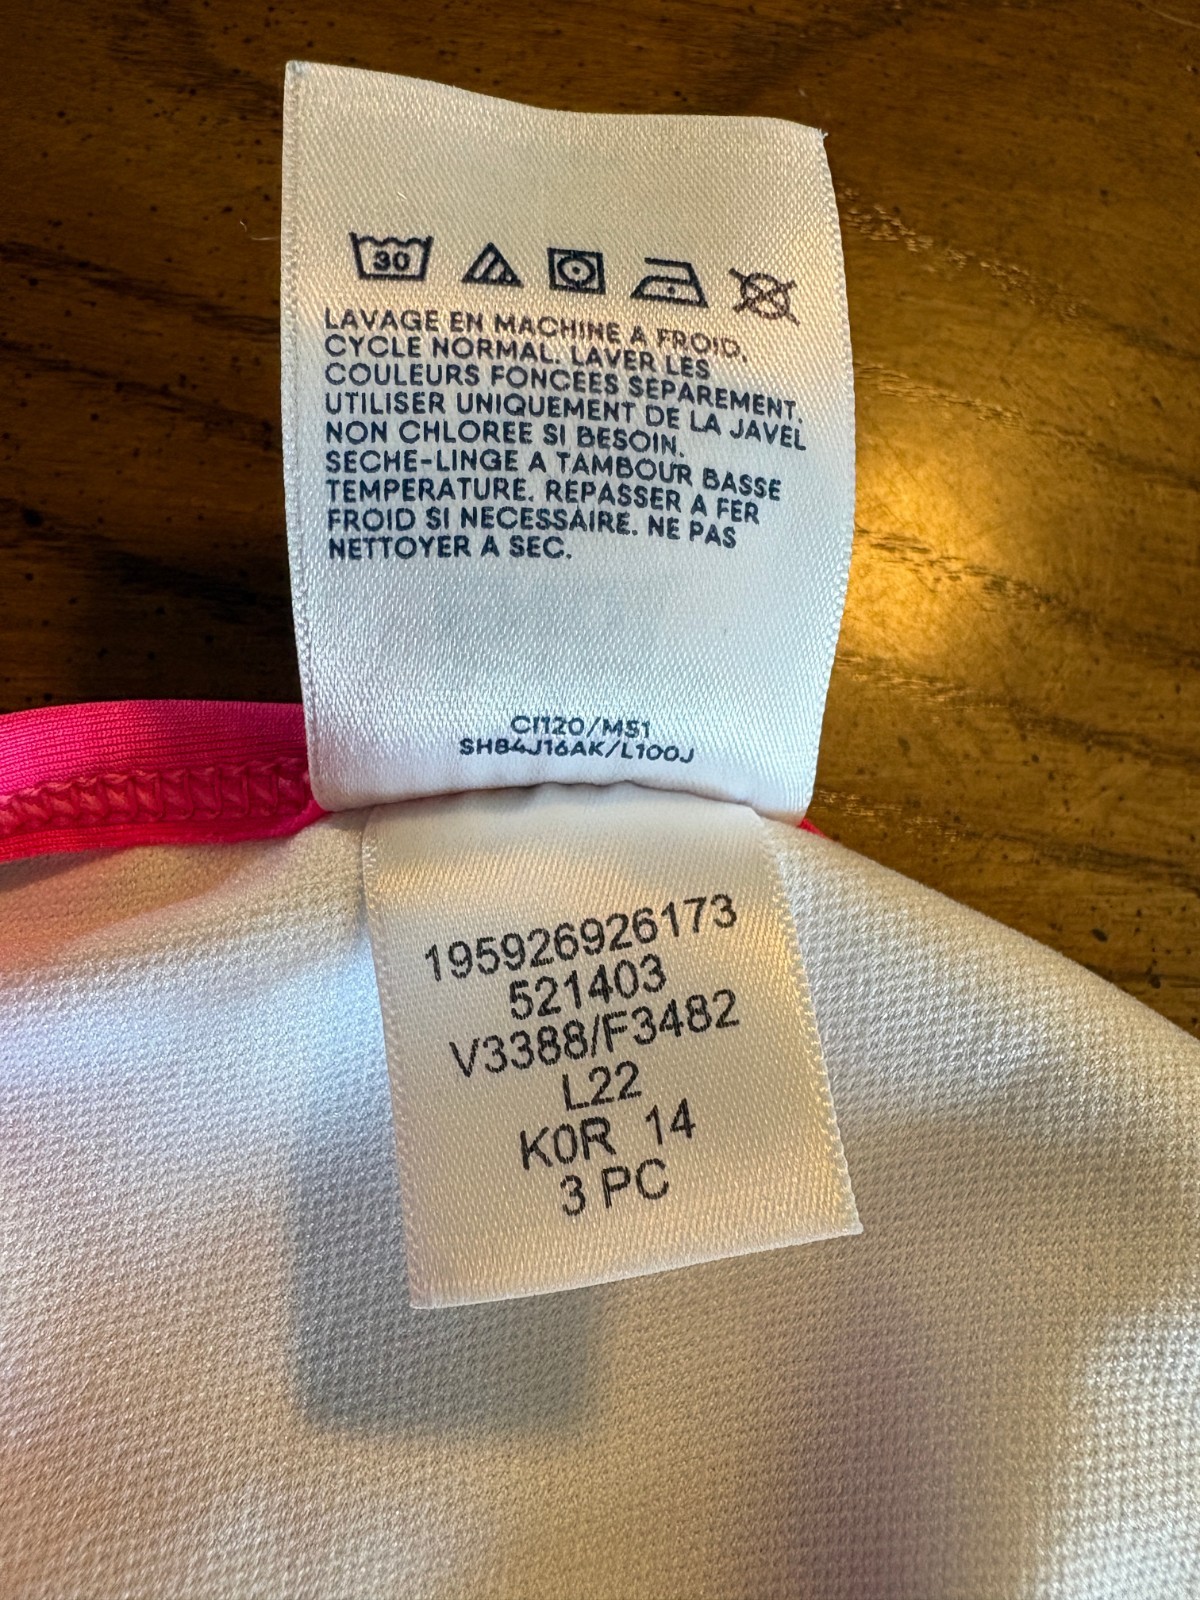 30
LAVAGE EN MACHINE A FROID.
CYCLE NORMAL. LAVER LES
COULEURS FONCEES SEPAREMENT.
UTILISER UNIQUEMENT DE LA JAVEL
NON CHLOREE SI BESOIN.
SECHE-LINGE A TAMBOUR BASSE
TEMPERATURE. REPASSER A FER
FROID SI NECESSAIRE. NE PAS
NETTOYER A SEC.
CI120/MS1
SH84J16AK/L100J
195926926173
521403
V3388/F3482
L22
K0R 14
3 PC